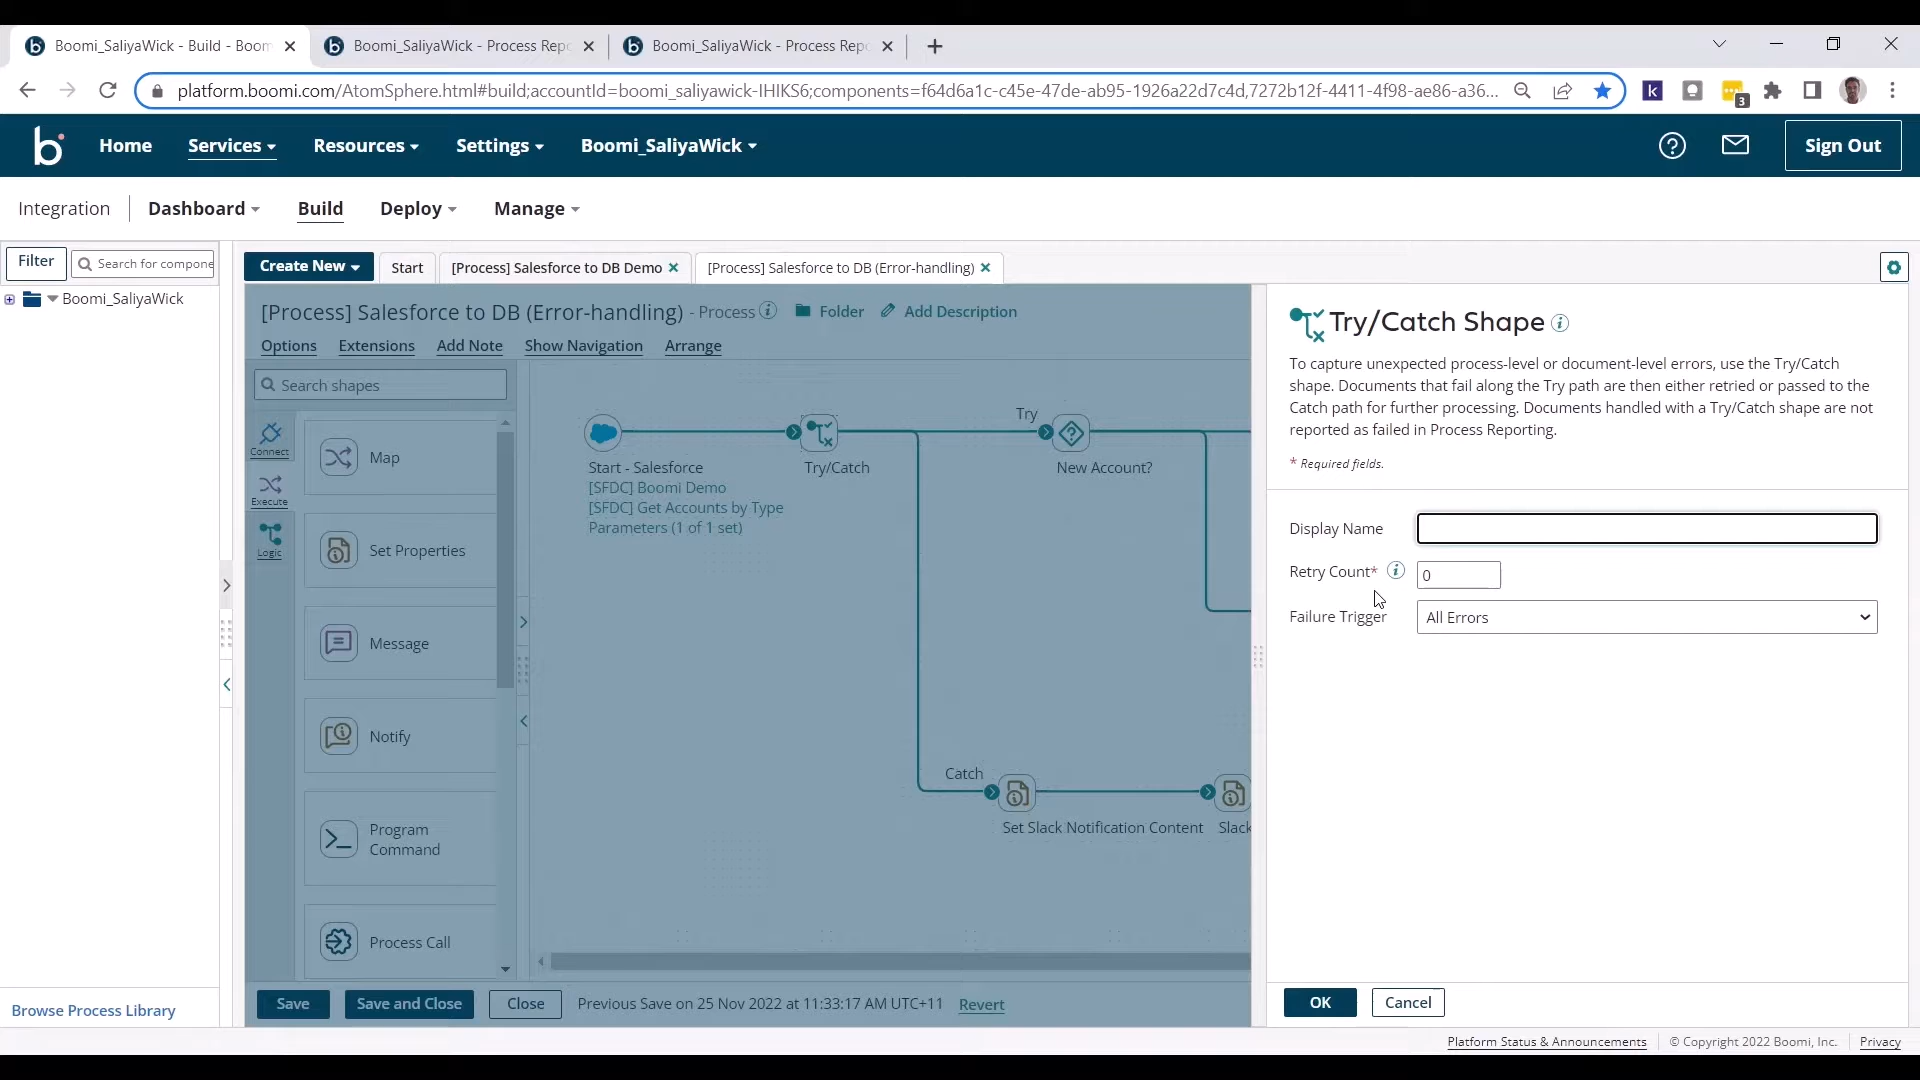 Boomi_SaliyaWick - Build - Boom
Boomi_SaliyaWick - Process Repo
Boomi_SaliyaWick - Process Repo
platform.boomi.com/AtomSphere.html#build;accountId=boomi_saliyawick-IHIKS6;components=f64d6a1c-c45e-47de-ab95-1926a22d7c4d,7272b12f-4411-4f98-ae86-a36...
3
Home
Services
Resources
Settings
Boomi_SaliyaWick
Sign Out
Integration
Dashboard
Build
Deploy
Manage
Filter
Search for compone
Boomi_SaliyaWick
Browse Process Library
Create New
Start
[Process] Salesforce to DB Demo
[Process] Salesforce to DB (Error-handling)
[Process] Salesforce to DB (Error-handling) - Process
Folder
Add Description
Options
Extensions
Add Note
Show Navigation
Arrange
Search shapes
Connect
Execute
Logic
Map
Set Properties
Message
Notify
Program
Command
Process Call
Start - Salesforce
[SFDC] Boomi Demo
[SFDC] Get Accounts by Type
Parameters (1 of 1 set)
Try/Catch
Try
New Account?
Catch
Set Slack Notification Content
Slack
Save
Save and Close
Close
Previous Save on 25 Nov 2022 at 11:33:17 AM UTC+11
Revert
Try/Catch Shape
To capture unexpected process-level or document-level errors, use the Try/Catch
shape. Documents that fail along the Try path are then either retried or passed to the
Catch path for further processing. Documents handled with a Try/Catch shape are not
reported as failed in Process Reporting.
* Required fields.
Display Name
Retry Count*
0
Failure Trigger
All Errors
OK
Cancel
Platform Status & Announcements
© Copyright 2022 Boomi, Inc.
Privacy